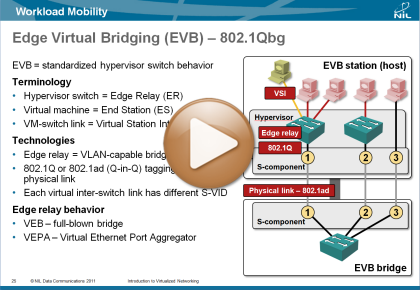 Workload Mobility
NIL
Edge Virtual Bridging (EVB) – 802.1Qbg
EVB = standardized hypervisor switch behavior
Terminology
• Hypervisor switch = Edge Relay (ER)
• Virtual machine = End Station (ES)
• VM-switch link = Virtual Station
Technologies
• Edge relay = VLAN-capable
• 802.1Q or 802.1ad (Q-in-Q) tagging
physical link
• Each virtual inter-switch link has different S-VID
Edge relay behavior
• VEB – full-blown bridge
• VEPA – Virtual Ethernet Port Aggregator
EVB station (host)
VSI
Hypervisor
Edge relay
802.1Q
S-component
1 2 3
Physical link – 802.1ad
1 2 3
S-component
EVB bridge
25 © NIL Data Communications 2011 Introduction to Virtualized Networking